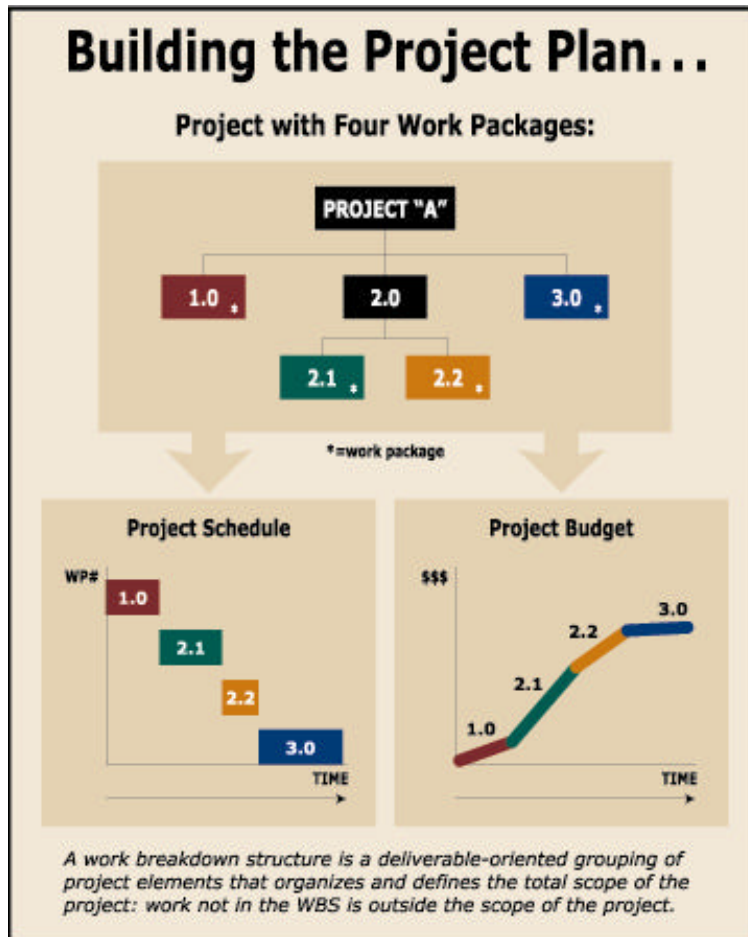 Building the Project Plan...
Project with Four Work Packages:
PROJECT "A"
1.0 *
2.0
3.0 *
2.1 *
2.2 *
*=work package
Project Schedule
WP#
1.0
2.1
2.2
3.0
TIME
Project Budget
$$$
3.0
2.2
2.1
1.0
TIME
A work breakdown structure is a deliverable-oriented grouping of
project elements that organizes and defines the total scope of the
project: work not in the WBS is outside the scope of the project.